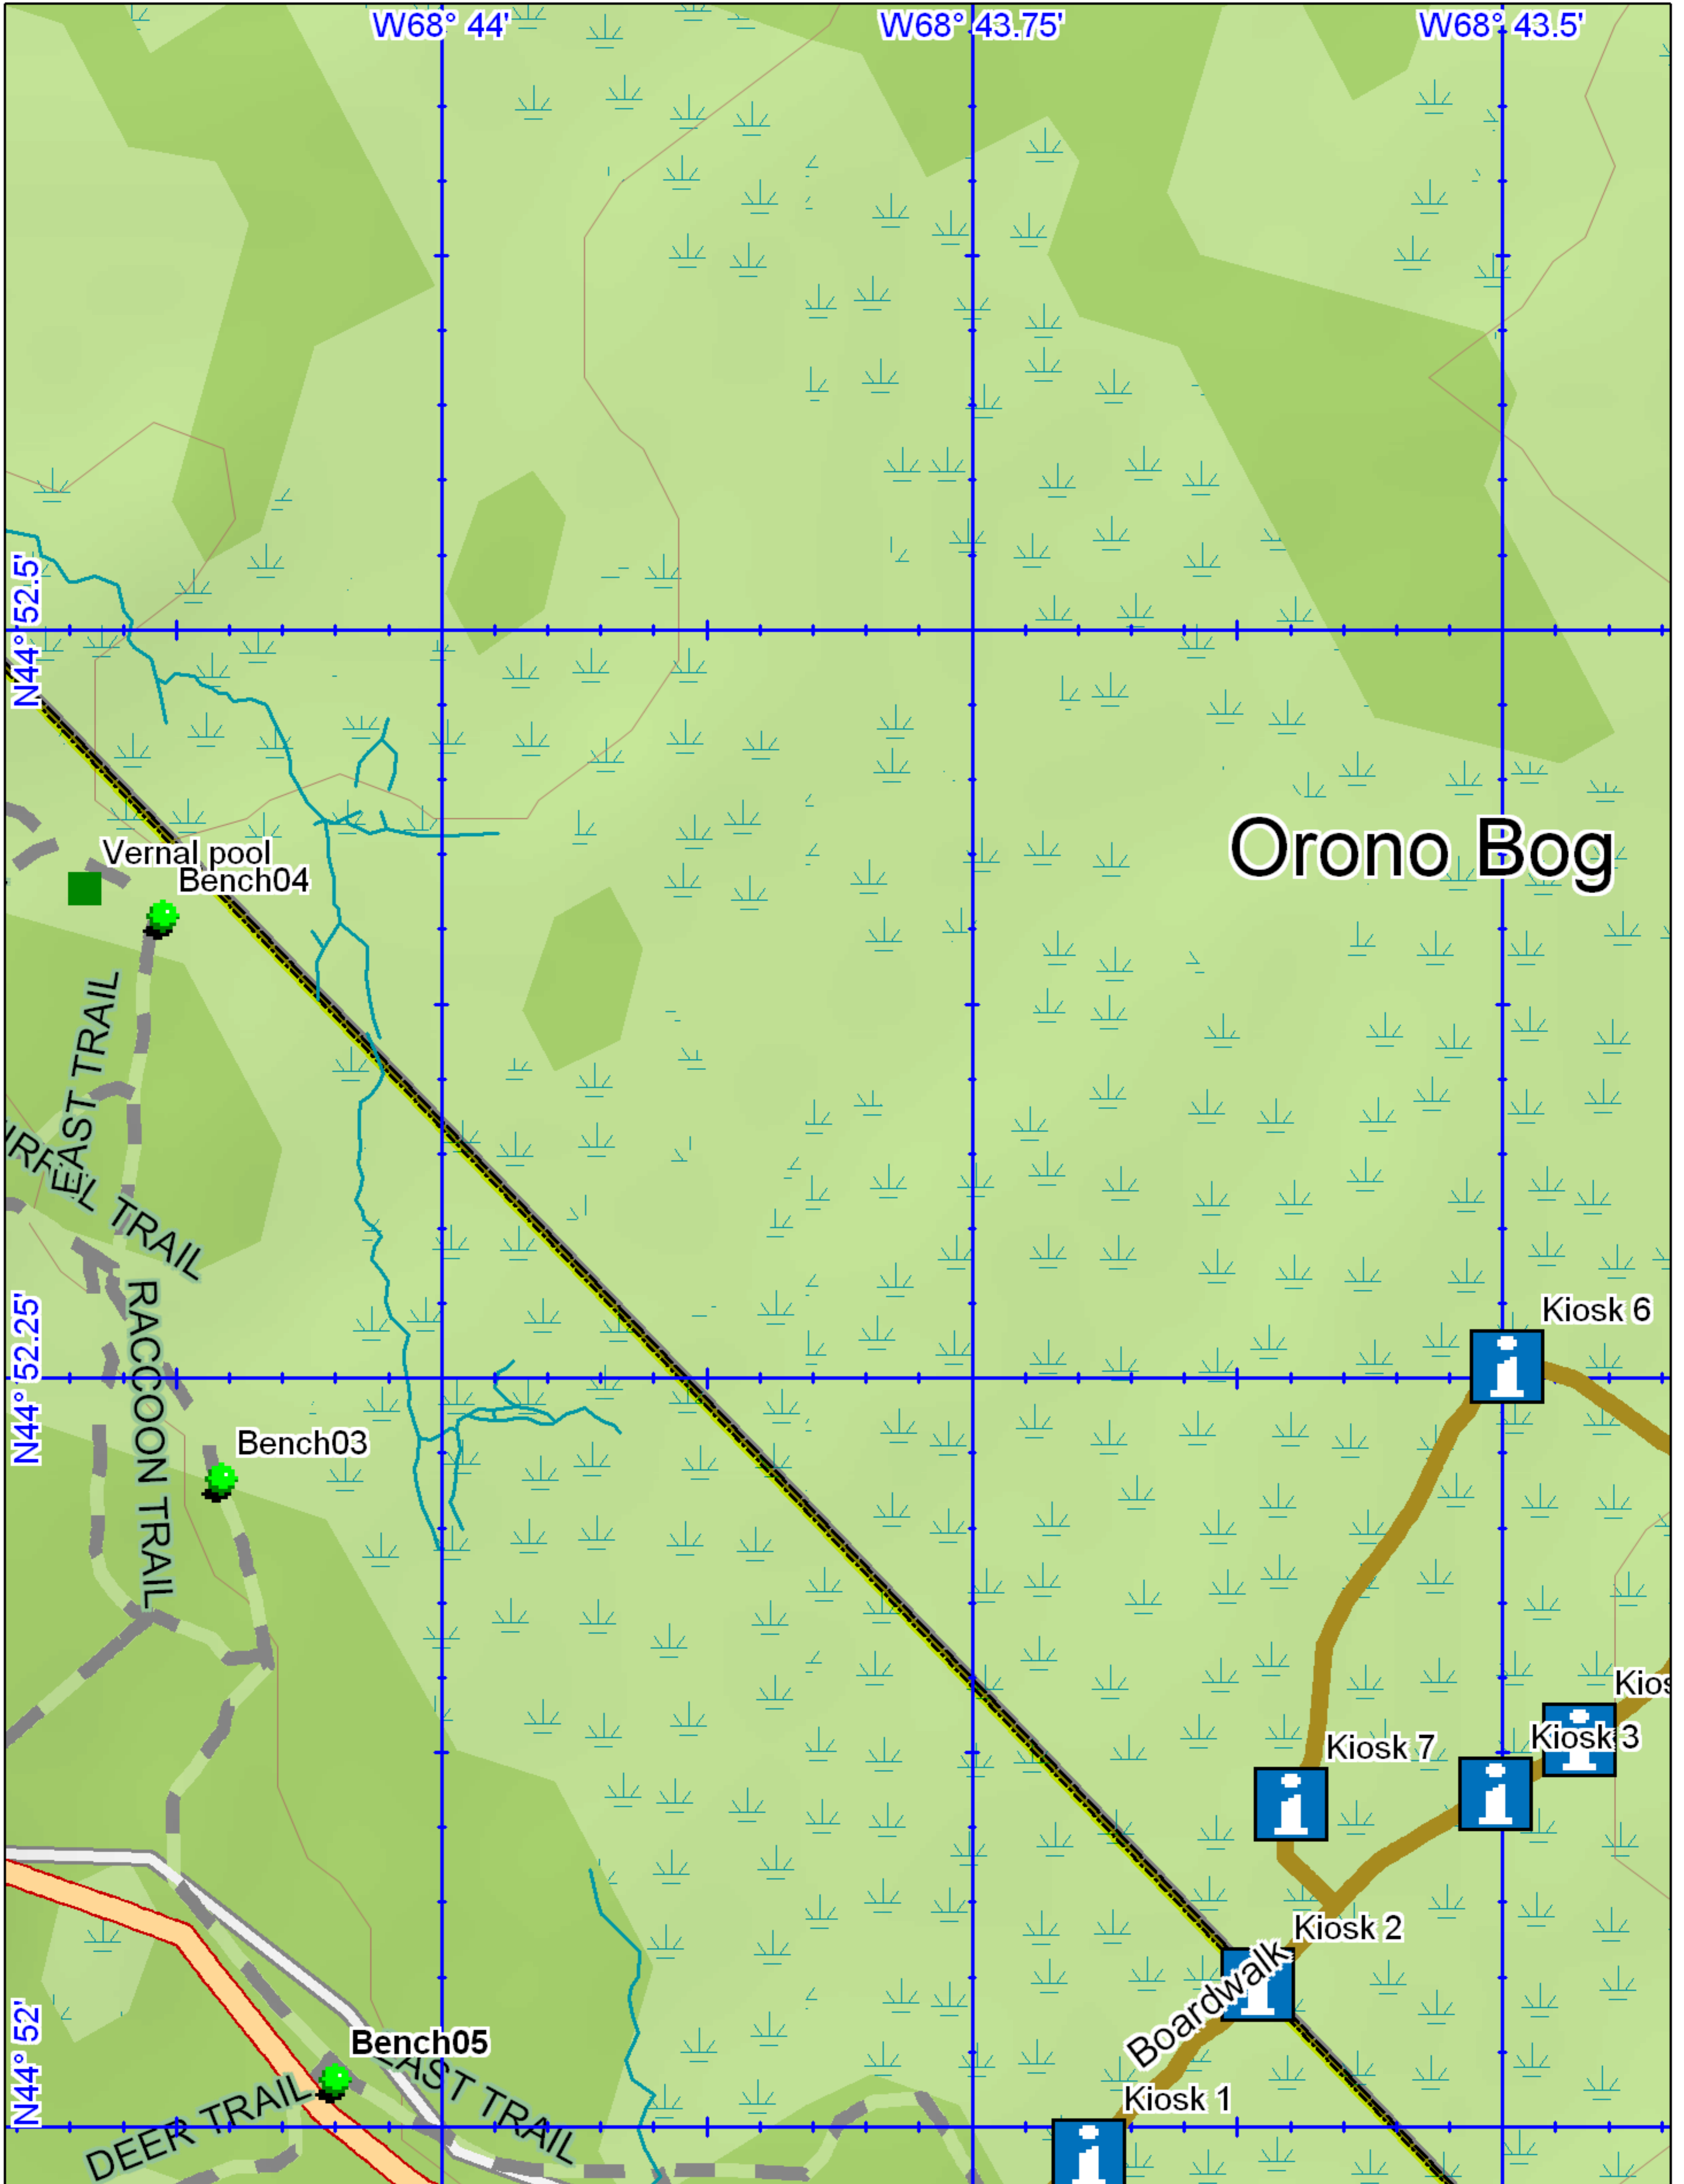 W68° 44'
W68° 43.75'
W68° 43.5'
N44° 52.5'
Orono Bog
Vernal pool
Bench04
EAST TRAIL
TRAIL
RACCOON TRAIL
N44° 52.25'
Kiosk 6
Bench03
Kiosk 7
Kiosk 3
Kiosk 2
Boardwalk
N44° 52'
Bench05
EAST TRAIL
DEER TRAIL
Kiosk 1